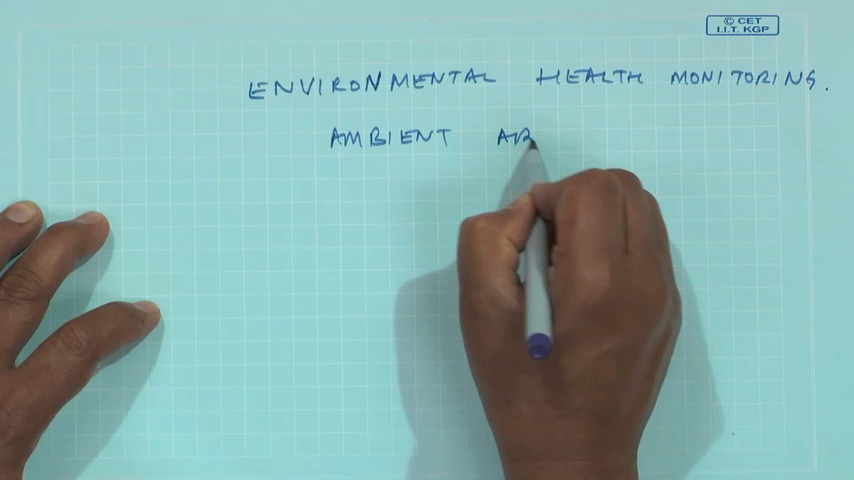 © CET
I.I.T. KGP
ENVIRONMENTAL HEALTH MONITORING.
AMBIENT